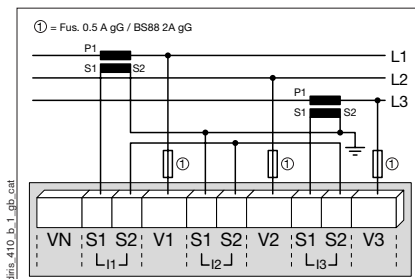 ① = Fus. 0.5 A gG / BS88 2A gG
P1
S1 S2
L1
L2
P1
L3
S1 S2
① ① ①
VN S1 S2 V1 S1 S2 V2 S1 S2 V3
I1 I2 I3
diris_410_b_1_gb_cat